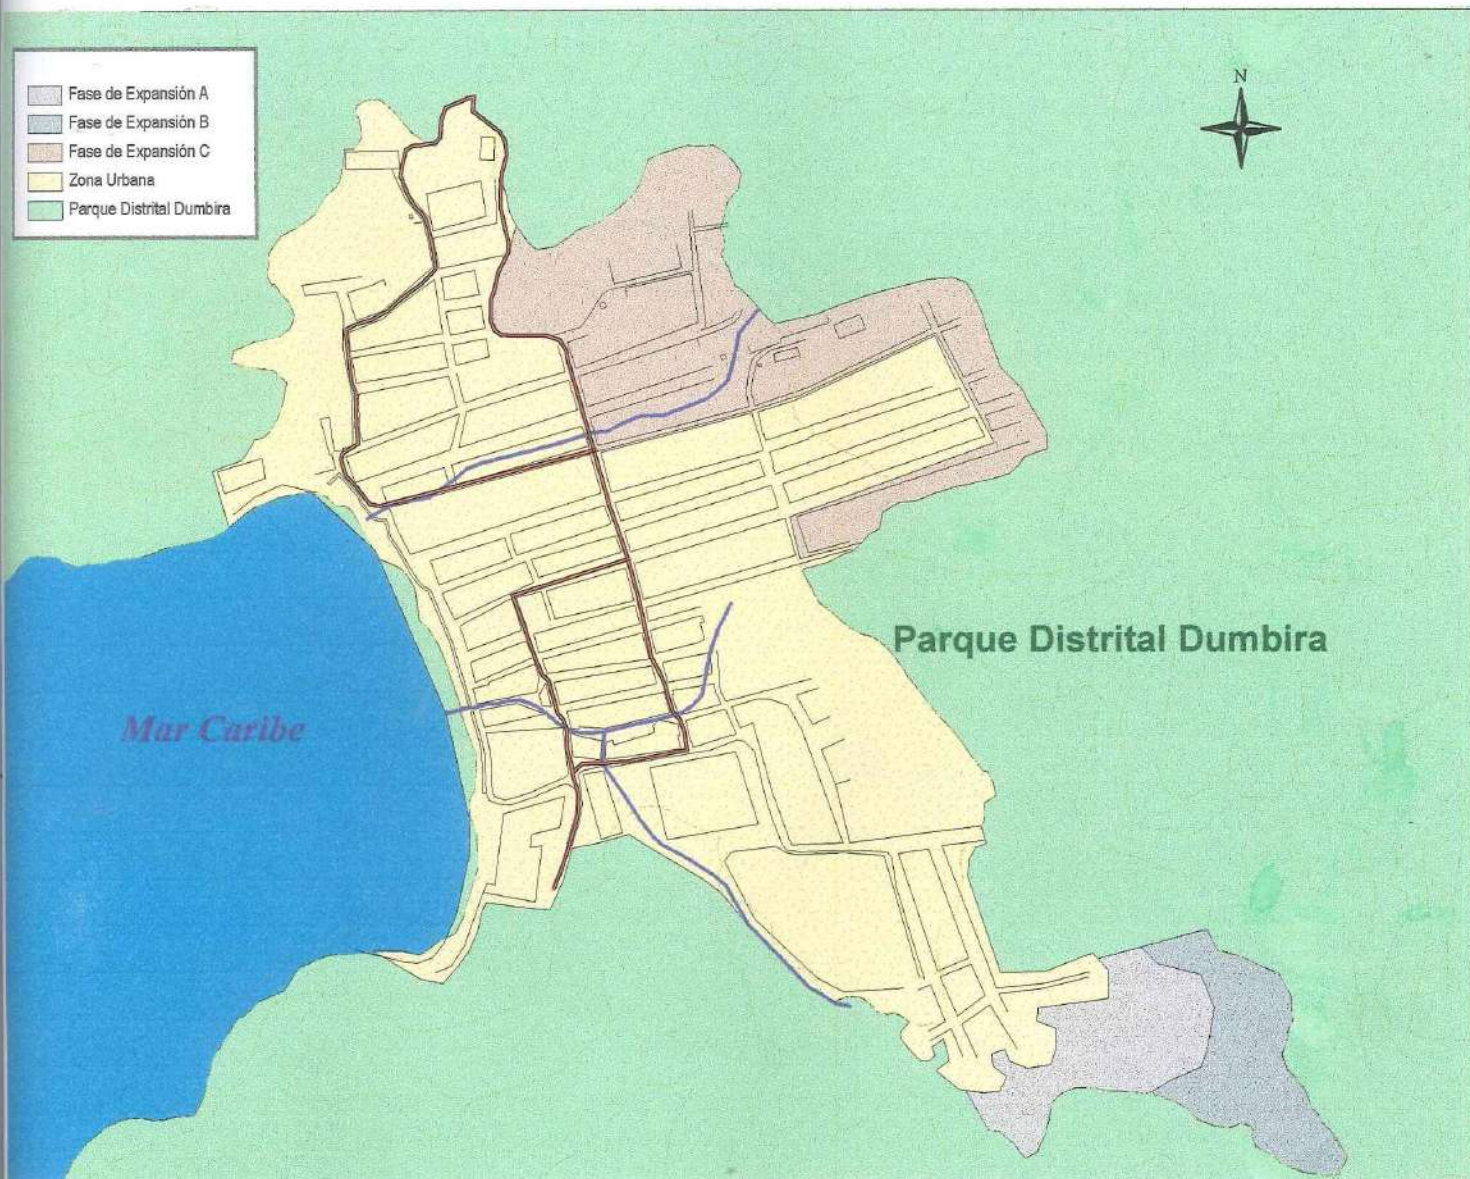 N
Fase de Expansión A
Fase de Expansión B
Fase de Expansión C
Zona Urbana
Parque Distrital Dumbira
Parque Distrital Dumbira
Mar Caribe